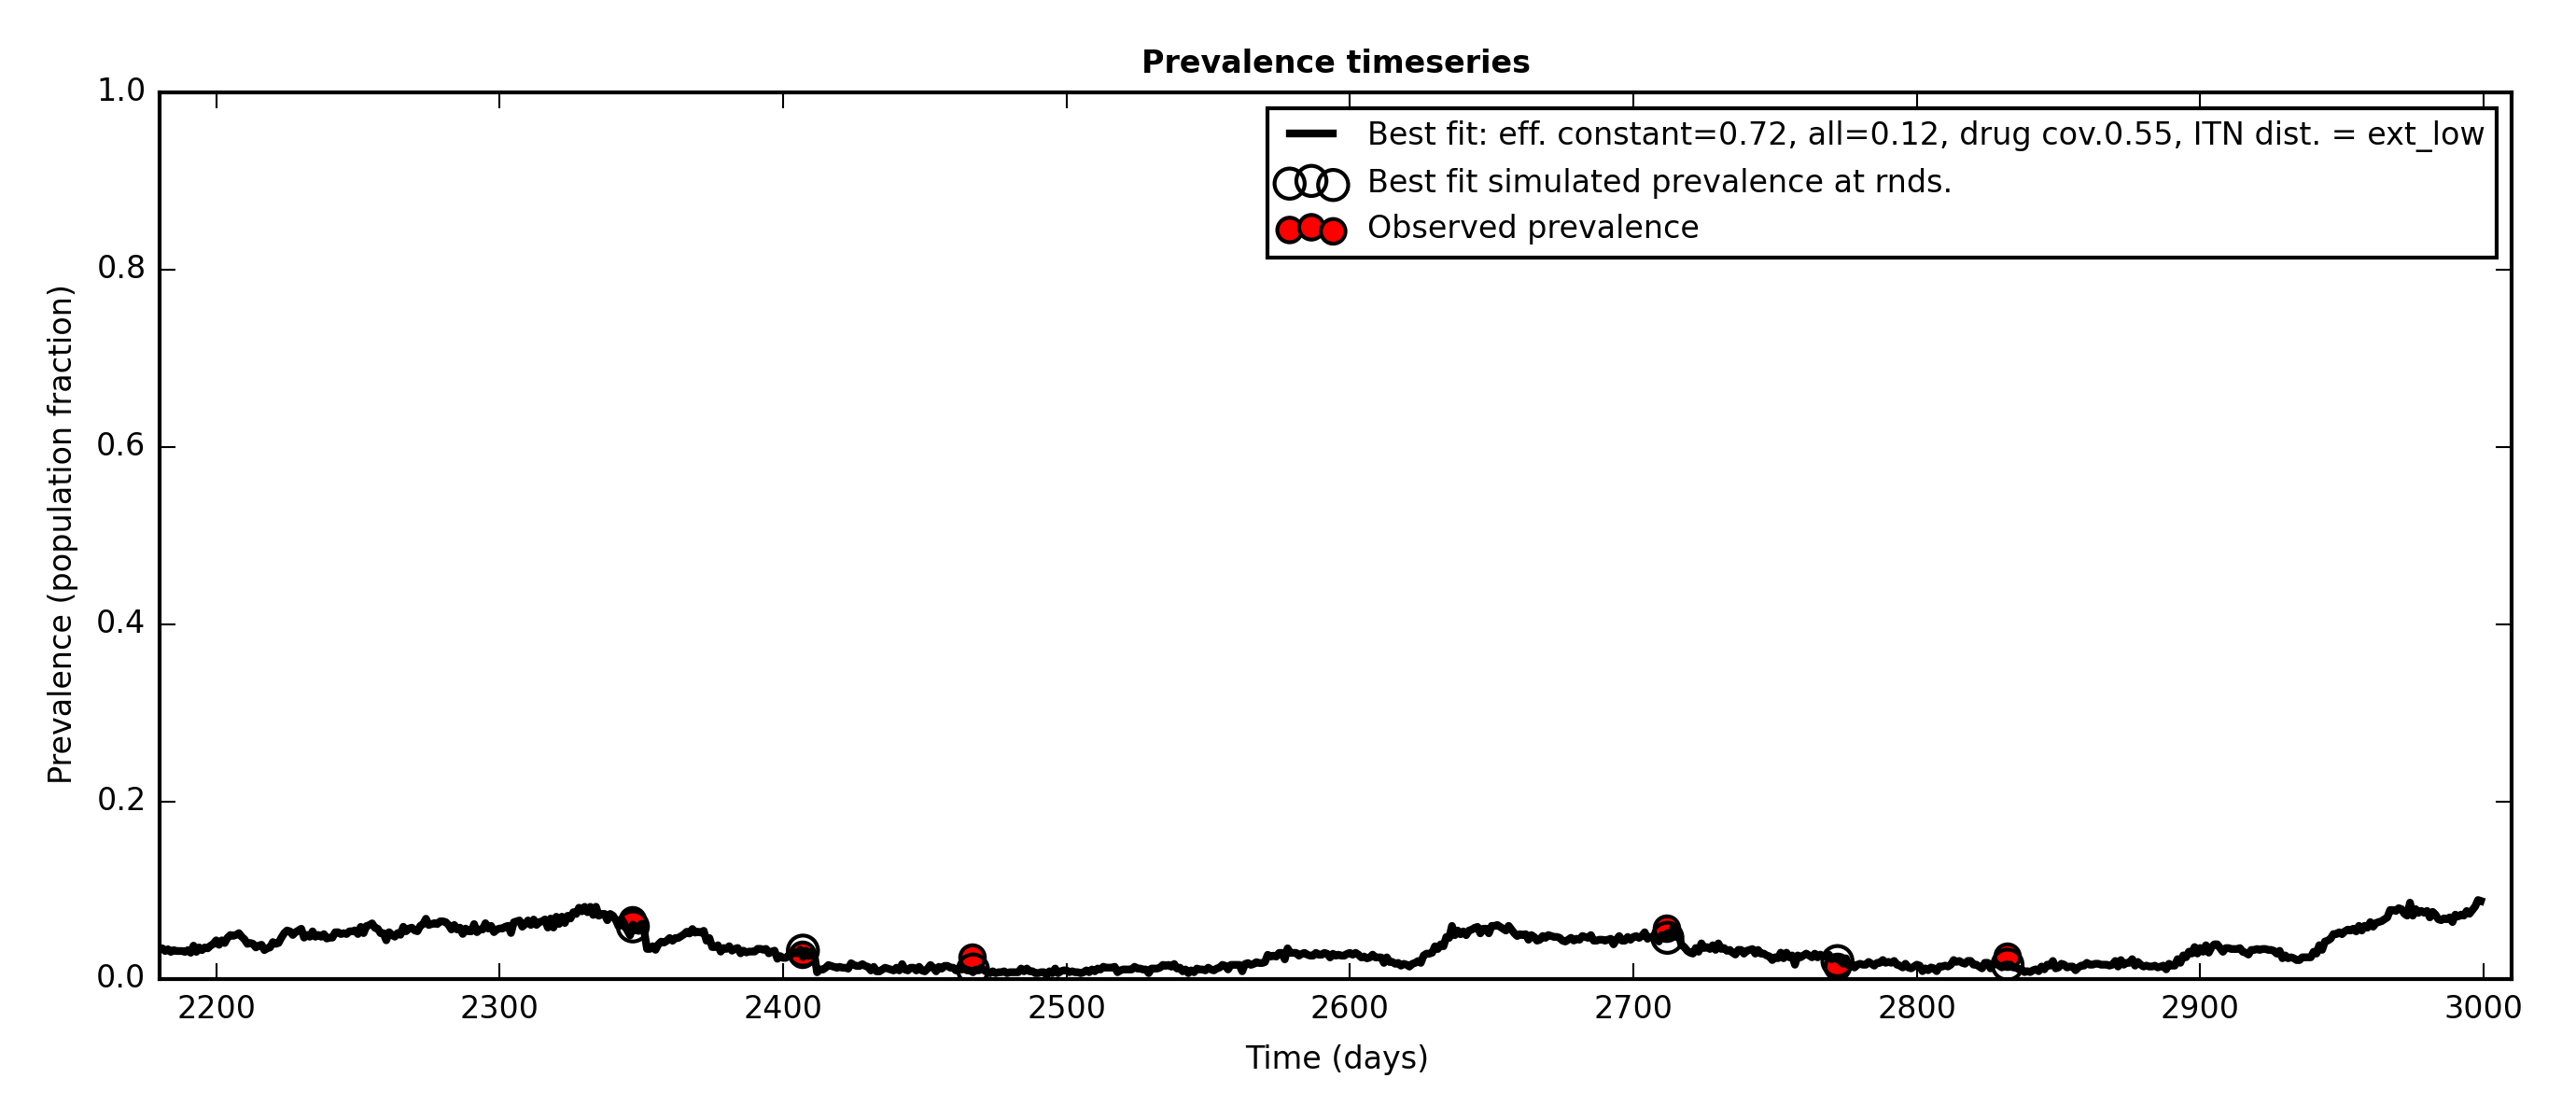 Prevalence timeseries
1.0
0.8
0.6
0.4
0.2
0.0
Prevalence (population fraction)
Best fit: eff. constant=0.72, all=0.12, drug cov.0.55, ITN dist. = ext_low
Best fit simulated prevalence at rnds.
Observed prevalence
2200 2300 2400 2500 2600 2700 2800 2900 3000
Time (days)